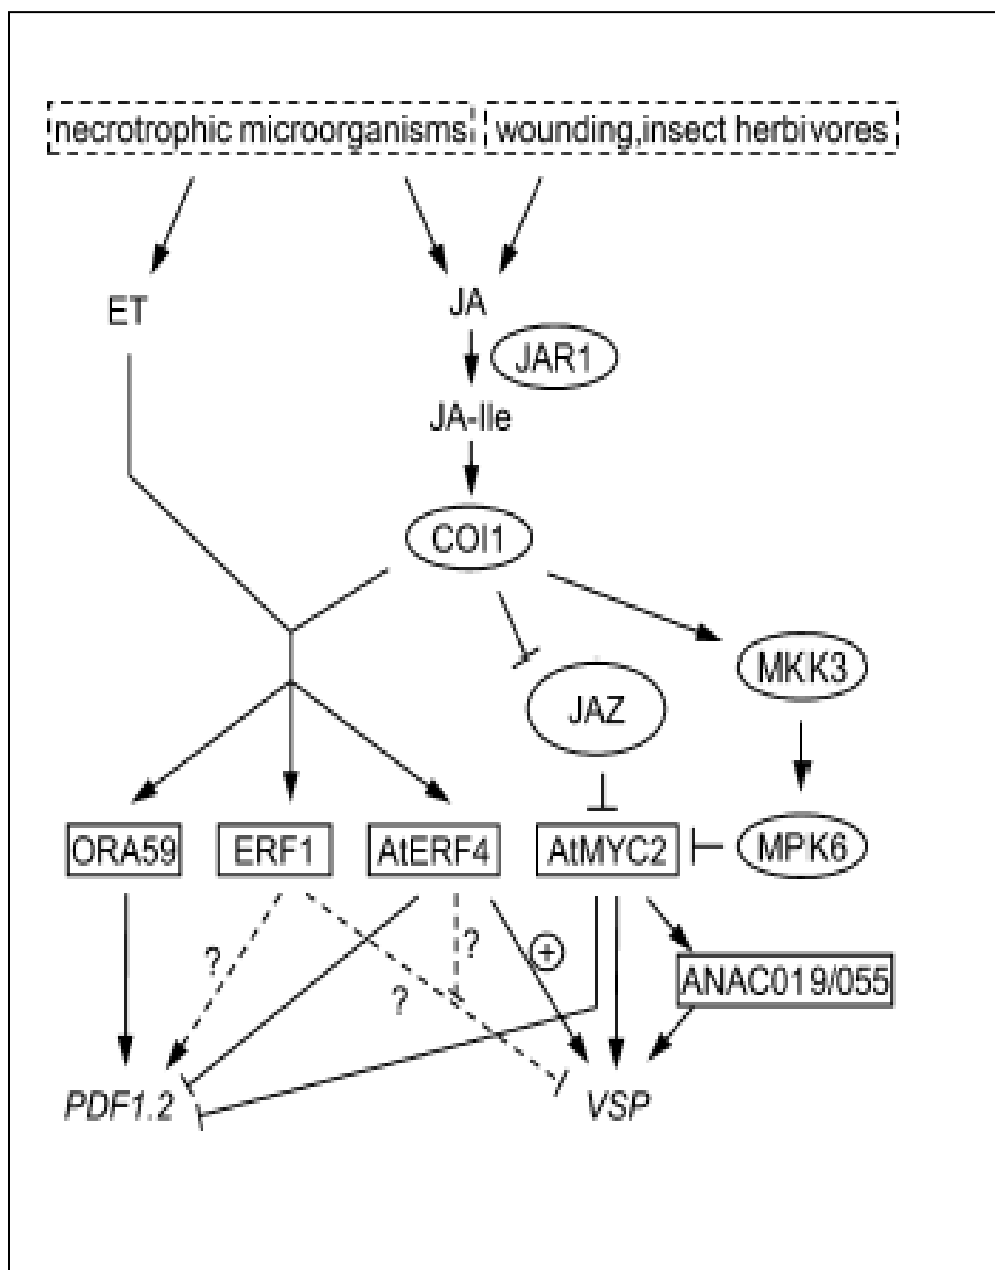 necrotrophic microorganisms wounding,insect herbivores
ET
JA
JAR1
JA-Ile
COI1
MKK3
JAZ
ORA59 ERF1 AtERF4 AtMYC2 MPK6
? ? ? +
ANAC019/055
PDF1.2 VSP